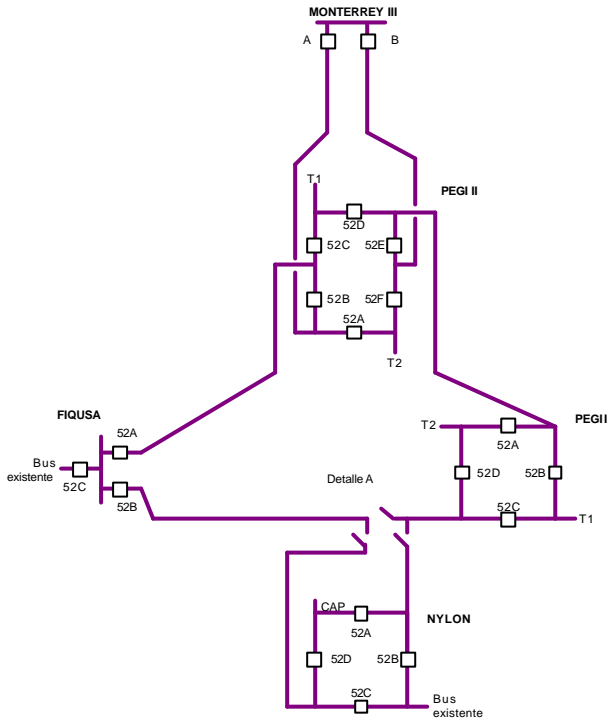 MONTERREY III
A
B
T1
PEGI II
52D
52C
52E
52B
52F
52A
T2
FIQUSA
52A
Bus
existente
52C
52B
PEGI I
T2
52A
52D
52B
Detalle A
52C
T1
CAP
NYLON
52A
52D
52B
52C
Bus
existente